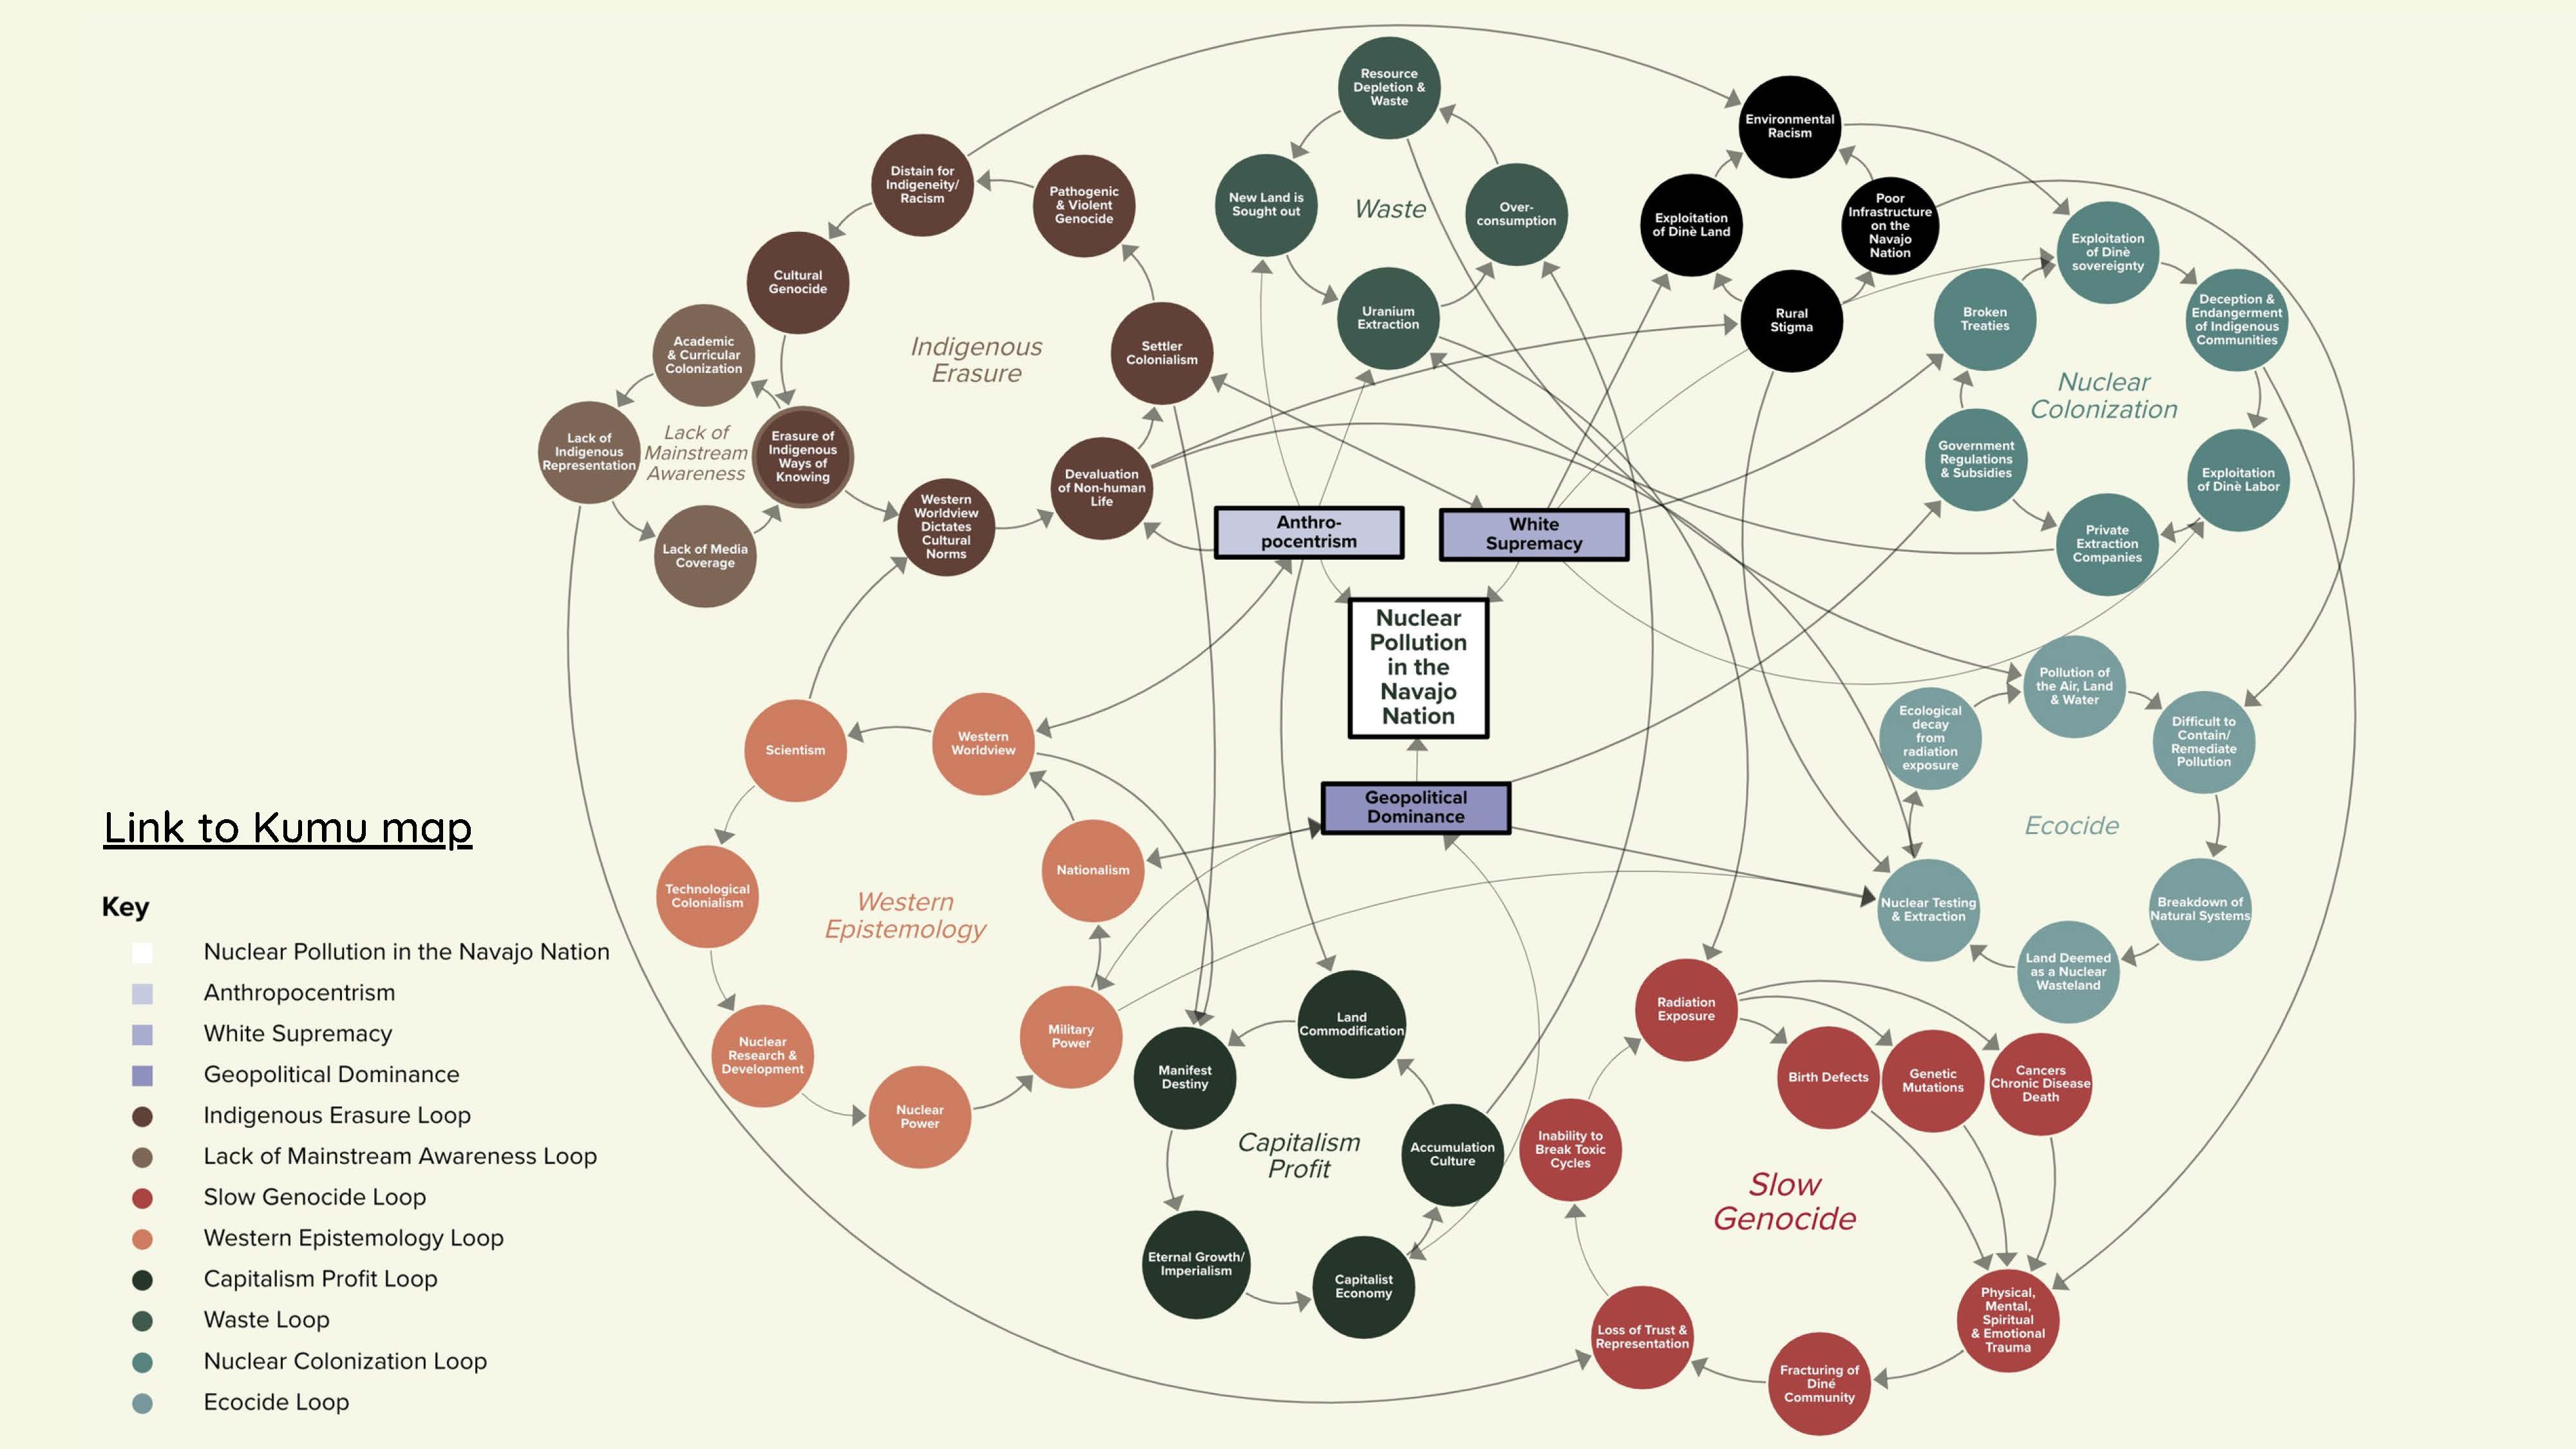 Resource
Depletion &
Waste
New Land is
Sought out
Waste
Over-
consumption
Uranium
Extraction
Environmental
Racism
Exploitation
of Dinè Land
Poor
Infrastructure
on the
Navajo
Nation
Rural
Stigma
Distain for
Indigeneity/
Racism
Pathogenic
& Violent
Genocide
Cultural
Genocide
Settler
Colonialism
Indigenous
Erasure
Academic
& Curricular
Colonization
Lack of
Indigenous
Representation
Lack of
Mainstream
Awareness
Erasure of
Indigenous
Ways of
Knowing
Lack of Media
Coverage
Western
Worldview
Dictates
Cultural
Norms
Devaluation
of Non-human
Life
Exploitation
of Dinè
sovereignty
Broken
Treaties
Deception &
Endangerment
of Indigenous
Communities
Nuclear
Colonization
Government
Regulations
& Subsidies
Exploitation
of Dinè Labor
Private
Extraction
Companies
Anthro-
pocentrism
White
Supremacy
Nuclear
Pollution
in the
Navajo
Nation
Geopolitical
Dominance
Pollution of
the Air, Land
& Water
Ecological
decay
from
radiation
exposure
Difficult to
Contain/
Remediate
Pollution
Ecocide
Nuclear Testing
& Extraction
Breakdown of
Natural Systems
Land Deemed
as a Nuclear
Wasteland
Scientism
Western
Worldview
Technological
Colonialism
Western
Epistemology
Nationalism
Nuclear
Research &
Development
Nuclear
Power
Military
Power
Manifest
Destiny
Land
Commodification
Capitalism
Profit
Accumulation
Culture
Eternal Growth/
Imperialism
Capitalist
Economy
Radiation
Exposure
Birth Defects
Genetic
Mutations
Cancers
Chronic Disease
Death
Inability to
Break Toxic
Cycles
Slow
Genocide
Loss of Trust &
Representation
Fracturing of
Diné
Community
Physical,
Mental,
Spiritual
& Emotional
Trauma
Link to Kumu map
Key
Nuclear Pollution in the Navajo Nation
Anthropocentrism
White Supremacy
Geopolitical Dominance
Indigenous Erasure Loop
Lack of Mainstream Awareness Loop
Slow Genocide Loop
Western Epistemology Loop
Capitalism Profit Loop
Waste Loop
Nuclear Colonization Loop
Ecocide Loop